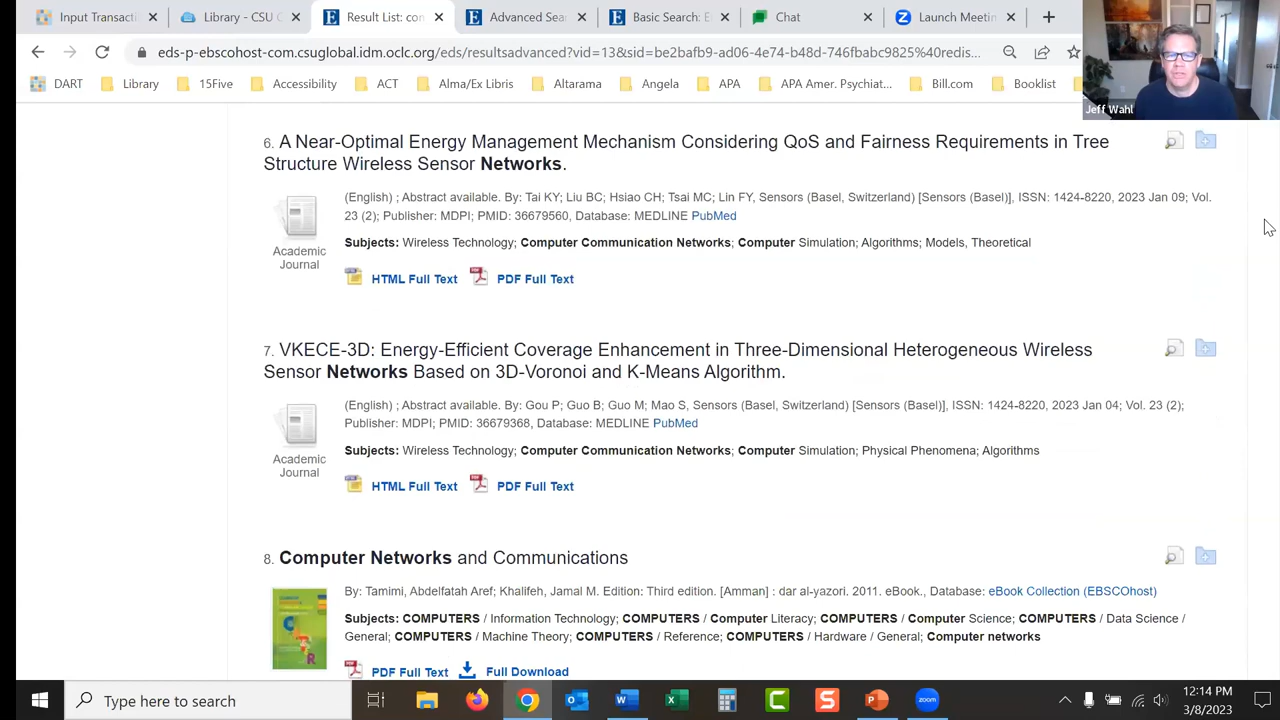 Input Transacti
Library - CSU C
Result List: con
Advanced Sear
Basic Search: E
Chat
Launch Meetin
eds-p-ebscohost-com.csuglobal.idm.oclc.org/eds/resultsadvanced?vid=13&sid=be2bafb9-ad06-4e74-b48d-746fbabc9825%40redis...
DART
Library
15Five
Accessibility
ACT
Alma/ExLibris
Altarama
Angela
APA
APA Amer. Psychiat...
Bill.com
Booklist
Jeff Wahl
6. A Near-Optimal Energy Management Mechanism Considering QoS and Fairness Requirements in Tree
Structure Wireless Sensor Networks.
(English) ; Abstract available. By: Tai KY; Liu BC; Hsiao CH; Tsai MC; Lin FY, Sensors (Basel, Switzerland) [Sensors (Basel)], ISSN: 1424-8220, 2023 Jan 09; Vol.
23 (2); Publisher: MDPI; PMID: 36679560, Database: MEDLINE PubMed
Academic
Journal
Subjects: Wireless Technology; Computer Communication Networks; Computer Simulation; Algorithms; Models, Theoretical
HTML Full Text PDF Full Text
7. VKECE-3D: Energy-Efficient Coverage Enhancement in Three-Dimensional Heterogeneous Wireless
Sensor Networks Based on 3D-Voronoi and K-Means Algorithm.
(English) ; Abstract available. By: Gou P; Guo B; Guo M; Mao S, Sensors (Basel, Switzerland) [Sensors (Basel)], ISSN: 1424-8220, 2023 Jan 04; Vol. 23 (2);
Publisher: MDPI; PMID: 36679368, Database: MEDLINE PubMed
Academic
Journal
Subjects: Wireless Technology; Computer Communication Networks; Computer Simulation; Physical Phenomena; Algorithms
HTML Full Text PDF Full Text
8. Computer Networks and Communications
By: Tamimi, Abdelfatah Aref; Khalifeh, Jamal M. Edition: Third edition. [Amman] : dar al-yazori. 2011. eBook., Database: eBook Collection (EBSCOhost)
Subjects: COMPUTERS / Information Technology; COMPUTERS / Computer Literacy; COMPUTERS / Computer Science; COMPUTERS / Data Science /
General; COMPUTERS / Machine Theory; COMPUTERS / Reference; COMPUTERS / Hardware / General; Computer networks
PDF Full Text Full Download
Type here to search
12:14 PM
3/8/2023